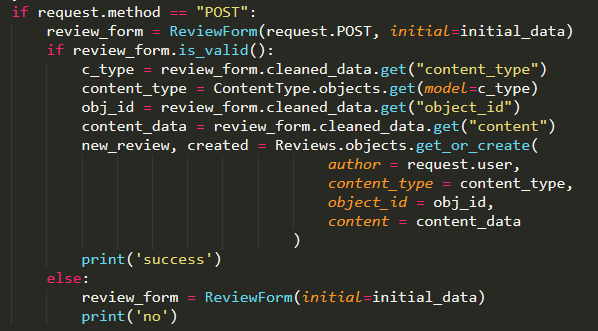 if request.method == "POST":
    review_form = ReviewForm(request.POST, initial=initial_data)
    if review_form.is_valid():
        c_type = review_form.cleaned_data.get("content_type")
        content_type = ContentType.objects.get(model=c_type)
        obj_id = review_form.cleaned_data.get("object_id")
        content_data = review_form.cleaned_data.get("content")
        new_review, created = Reviews.objects.get_or_create(
                                    author = request.user,
                                    content_type = content_type,
                                    object_id = obj_id,
                                    content = content_data
                                )
        print('success')
    else:
        review_form = ReviewForm(initial=initial_data)
        print('no')